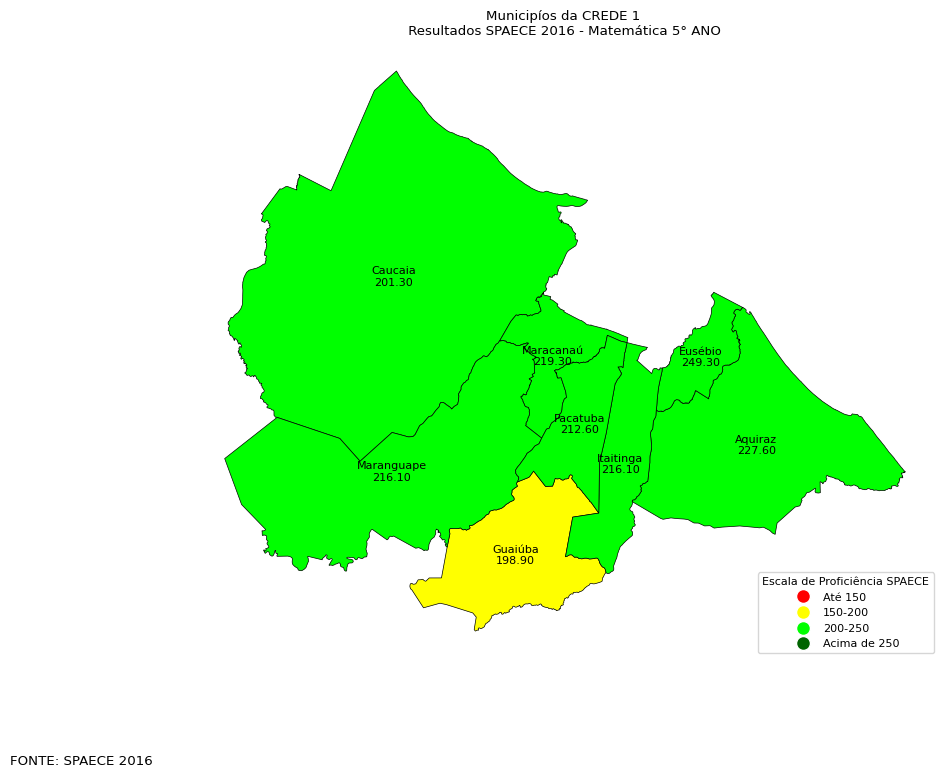 Municipíos da CREDE 1
Resultados SPAECE 2016 - Matemática 5° ANO
Caucaia
201.30
Maracanaú
219.30
Eusébio
249.30
Pacatuba
212.60
Aquiraz
227.60
Itaitinga
216.10
Maranguape
216.10
Guaiúba
198.90
Escala de Proficiência SPAECE
Até 150
150-200
200-250
Acima de 250
FONTE: SPAECE 2016